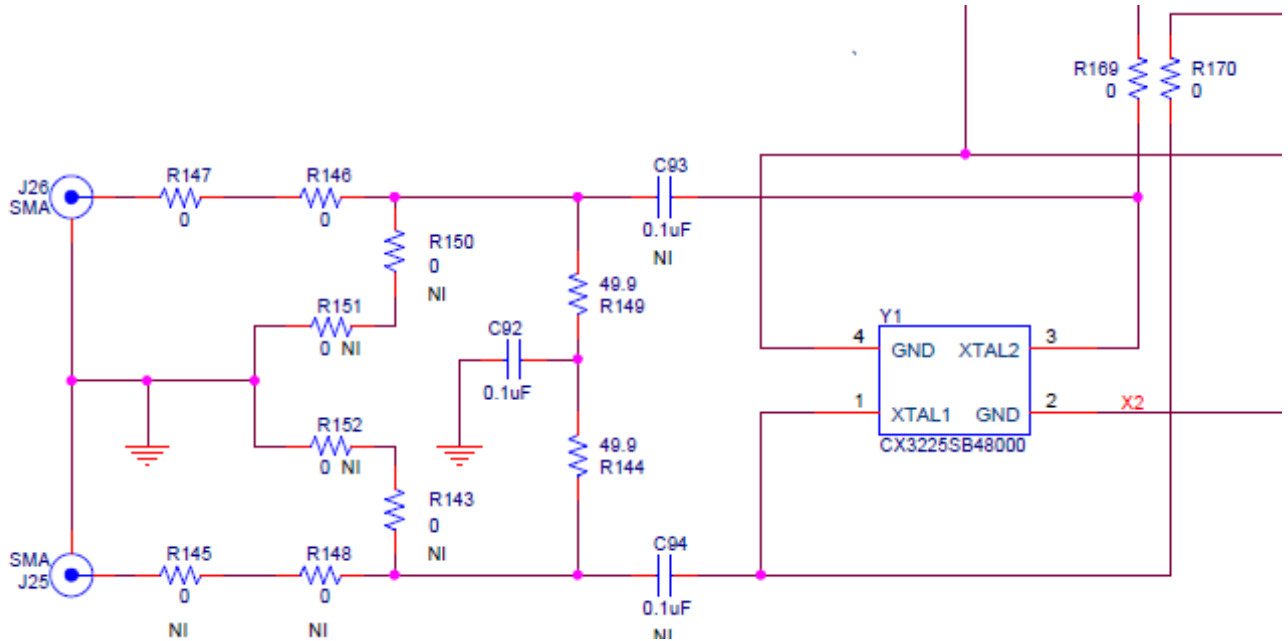 R169
0
R170
0
J26
SMA
R147
0
R146
0
C93
0.1uF
NI
R150
0
NI
49.9
R149
R151
0 NI
C92
0.1uF
Y1
4
GND
XTAL2
3
1
XTAL1
GND
2
X2
CX3225SB48000
R152
0 NI
49.9
R144
R143
0
NI
SMA
J25
R145
0
NI
R148
0
NI
C94
0.1uF
NI